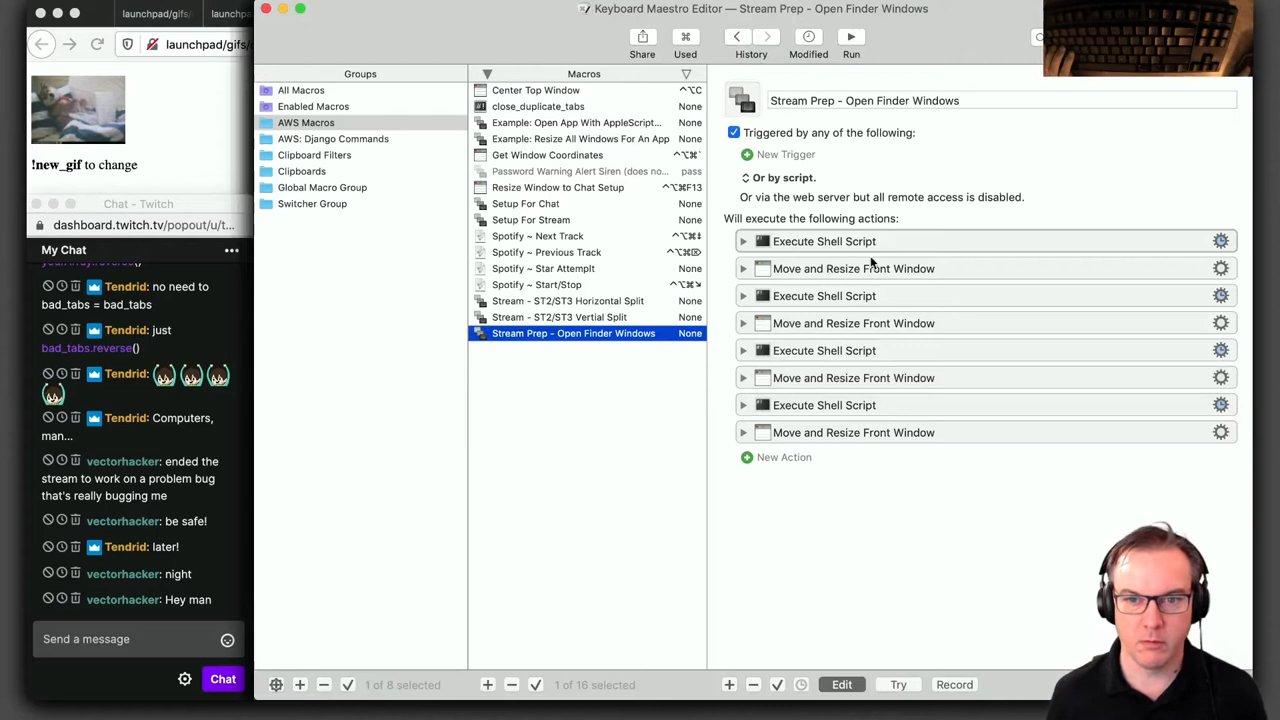 launchpad/gifs/
launchpa
launchpad/gifs/
!new_gif to change
Chat - Twitch
dashboard.twitch.tv/popout/u/t...
My Chat
Tendrid: no need to
bad_tabs = bad_tabs
Tendrid: just
bad_tabs.reverse()
Tendrid:
Tendrid: Computers,
man...
vectorhacker: ended the
stream to work on a problem bug
that's really bugging me
vectorhacker: be safe!
Tendrid: later!
vectorhacker: night
vectorhacker: Hey man
Send a message
Chat
Keyboard Maestro Editor — Stream Prep - Open Finder Windows
Share
Used
History
Modified
Run
Groups
All Macros
Enabled Macros
AWS Macros
AWS: Django Commands
Clipboard Filters
Clipboards
Global Macro Group
Switcher Group
Macros
Center Top Window ^⌥C
close_duplicate_tabs None
Example: Open App With AppleScript... None
Example: Resize All Windows For An App None
Get Window Coordinates ^⌥⌘`
Password Warning Alert Siren (does no... pass
Resize Window to Chat Setup ^⌥⌘F13
Setup For Chat None
Setup For Stream None
Spotify ~ Next Track ^⌥⌘⇟
Spotify ~ Previous Track ^⌥⌘⌦
Spotify ~ Star AttempIt ^⌥⌘⇞
Spotify ~ Start/Stop ^⌥⌘↘
Stream - ST2/ST3 Horizontal Split None
Stream - ST2/ST3 Vertial Split None
Stream Prep - Open Finder Windows None
Stream Prep - Open Finder Windows
Triggered by any of the following:
New Trigger
Or by script.
Or via the web server but all remote access is disabled.
Will execute the following actions:
Execute Shell Script
Move and Resize Front Window
Execute Shell Script
Move and Resize Front Window
Execute Shell Script
Move and Resize Front Window
Execute Shell Script
Move and Resize Front Window
New Action
1 of 8 selected
1 of 16 selected
Edit
Try
Record